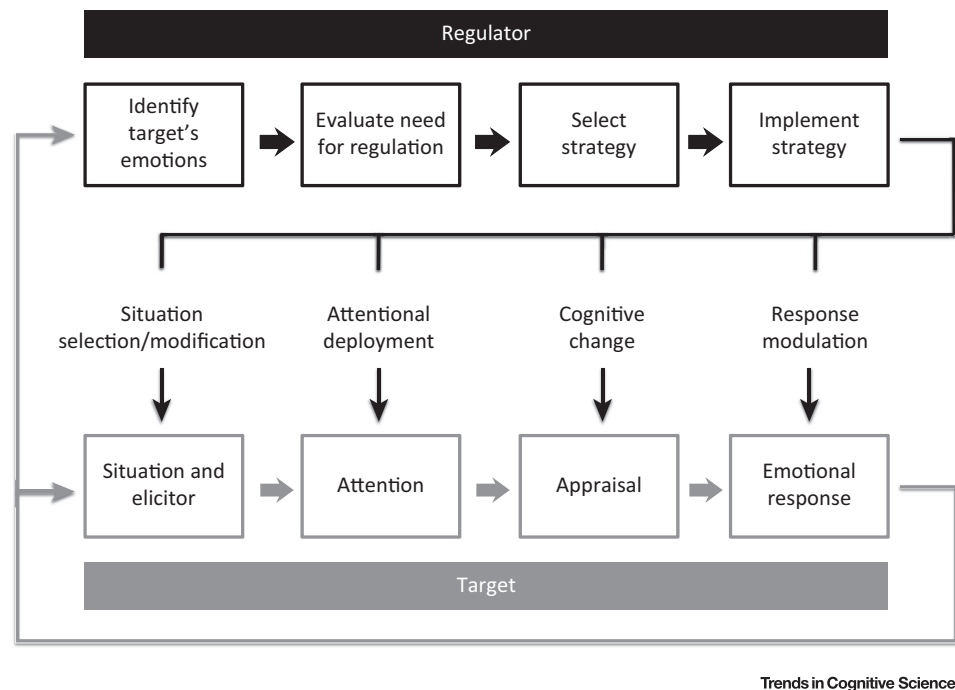 Regulator
Identify
target's
emotions
Evaluate need
for regulation
Select
strategy
Implement
strategy
Situation
selection/modification
Attentional
deployment
Cognitive
change
Response
modulation
Situation and
elicitor
Attention
Appraisal
Emotional
response
Target
Trends in Cognitive Science